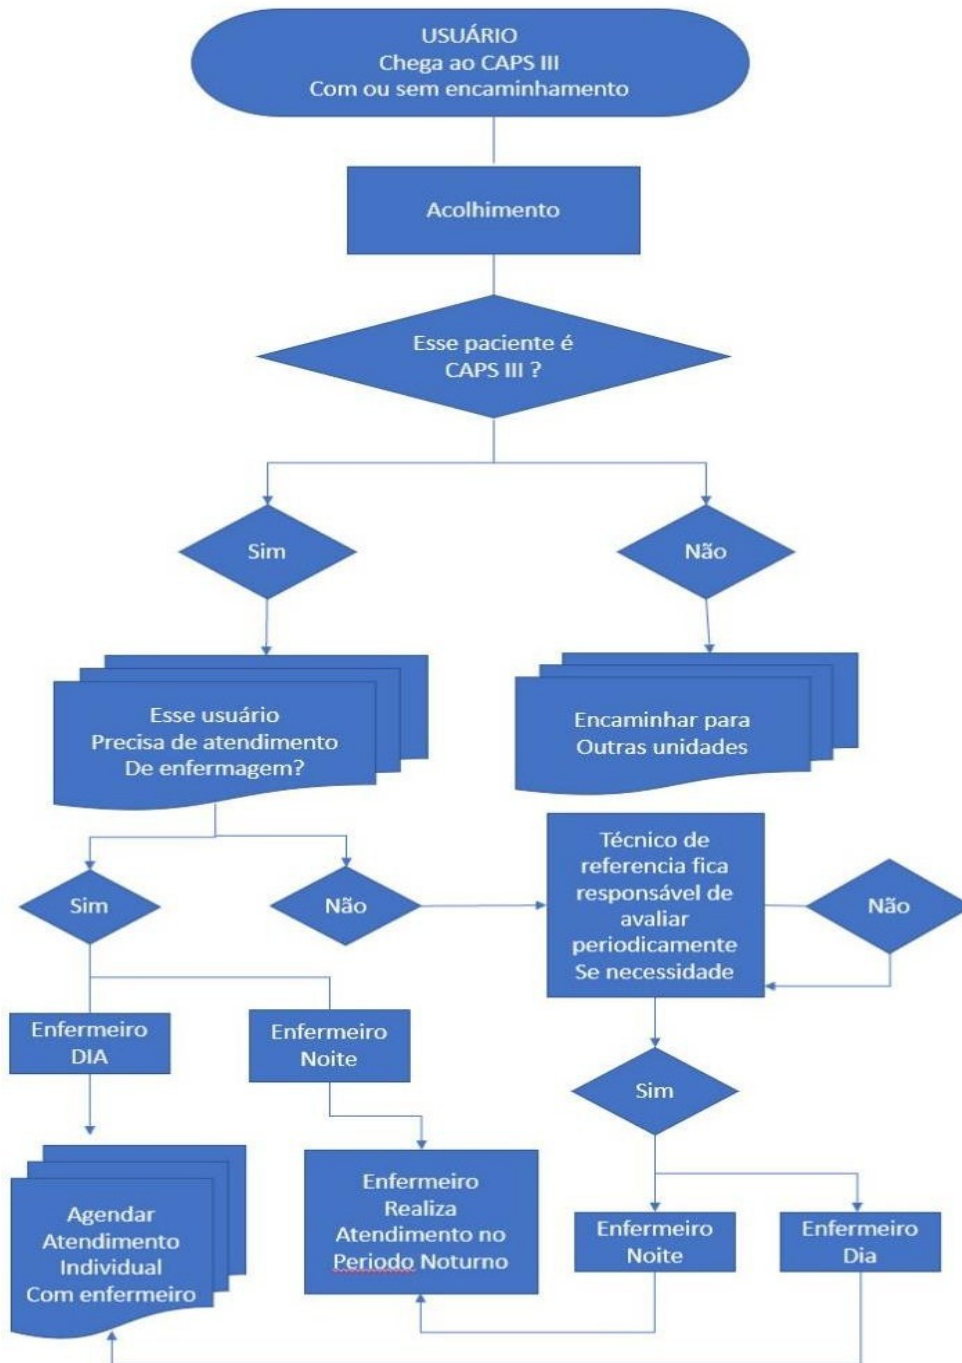 USUÁRIO
Chega ao CAPS III
Com ou sem encaminhamento
Acolhimento
Esse paciente é
CAPS III ?
Sim
Não
Esse usuário
Precisa de atendimento
De enfermagem?
Encaminhar para
Outras unidades
Sim
Não
Técnico de
referencia fica
responsável de
avaliar
periodicamente
Se necessidade
Não
Enfermeiro
DIA
Enfermeiro
Noite
Sim
Agendar
Atendimento
Individual
Com enfermeiro
Enfermeiro
Realiza
Atendimento no
Periodo Noturno
Enfermeiro
Noite
Enfermeiro
Dia